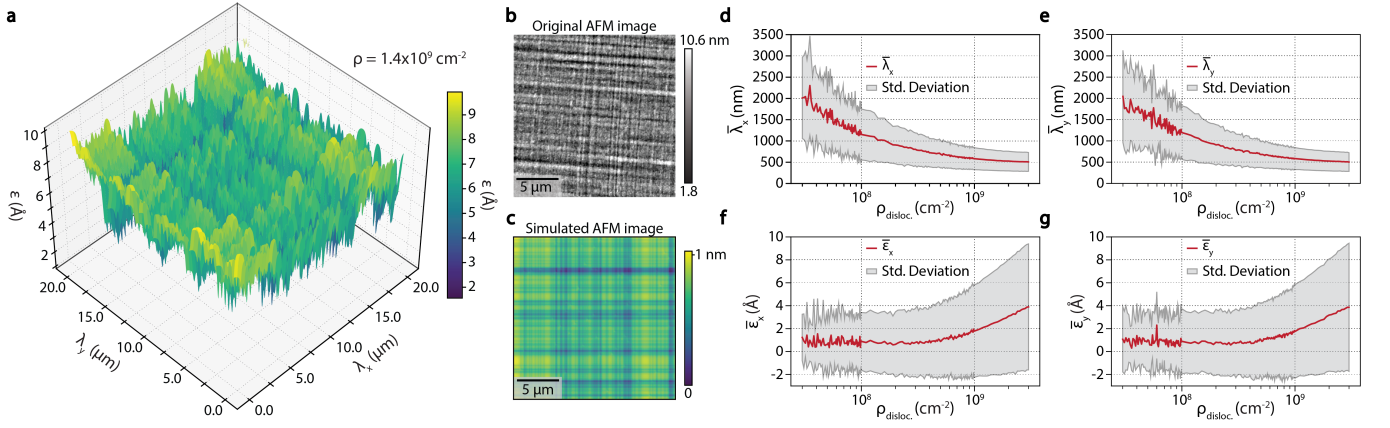 a
ρ = 1.4x10⁹ cm⁻²
10
8
6
4
2
ε (Å)
20.0
15.0
10.0
5.0
0.0
λy (μm)
0.0
5.0
10.0
15.0
20.0
λx (μm)
9
8
7
6
5
4
3
2
ε (Å)
b
Original AFM image
10.6 nm
1.8
5 μm
c
Simulated AFM image
1 nm
0
5 μm
d
3500
3000
2500
2000
1500
1000
500
0
λ̅x (nm)
λ̅x
Std. Deviation
10⁸
10⁹
ρdisloc. (cm⁻²)
e
3500
3000
2500
2000
1500
1000
500
0
λ̅y (nm)
λ̅y
Std. Deviation
10⁸
10⁹
ρdisloc. (cm⁻²)
f
10
8
6
4
2
0
-2
ε̅x (Å)
ε̅x
Std. Deviation
10⁸
10⁹
ρdisloc. (cm⁻²)
g
10
8
6
4
2
0
-2
ε̅y (Å)
ε̅y
Std. Deviation
10⁸
10⁹
ρdisloc. (cm⁻²)